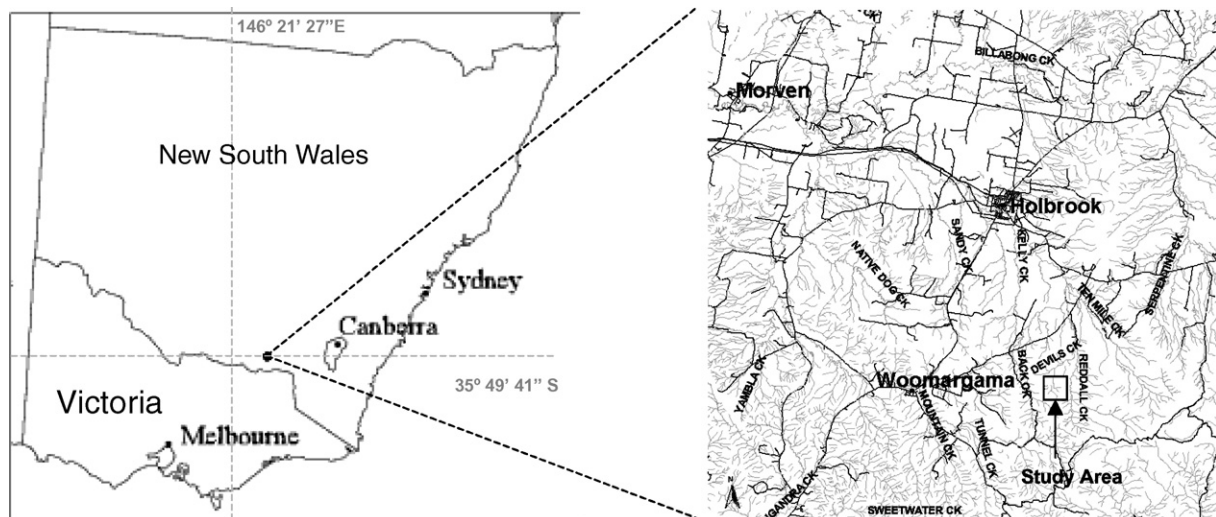 146º 21' 27”E
New South Wales
Sydney
Canberra
35º 49' 41” S
Victoria
Melbourne
BILLABONG CK
Morven
Holbrook
SANDY CK
KELLY CK
NATIVE DOG CK
SERPENTINE CK
TEN MILE CK
YAMBLA CK
Woomargama
BACK CK
DEVILS CK
REDDALL CK
MOUNTAIN CK
TUNNEL CK
Study Area
N
IGANDRA CK
SWEETWATER CK